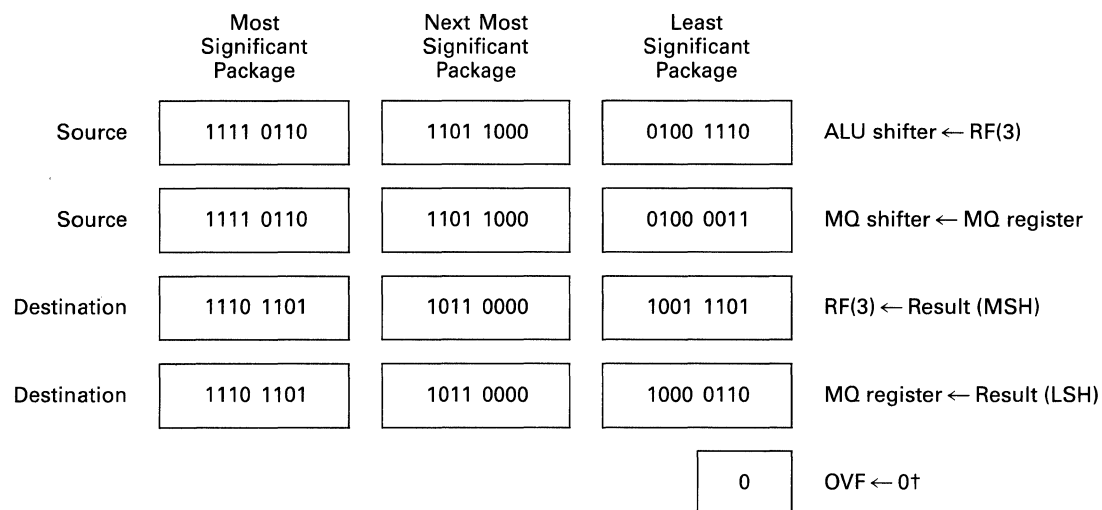 Most Significant Package
Next Most Significant Package
Least Significant Package
Source 1111 0110 1101 1000 0100 1110 ALU shifter ← RF(3)
Source 1111 0110 1101 1000 0100 0011 MQ shifter ← MQ register
Destination 1110 1101 1011 0000 1001 1101 RF(3) ← Result (MSH)
Destination 1110 1101 1011 0000 1000 0110 MQ register ← Result (LSH)
0 OVF ← 0†